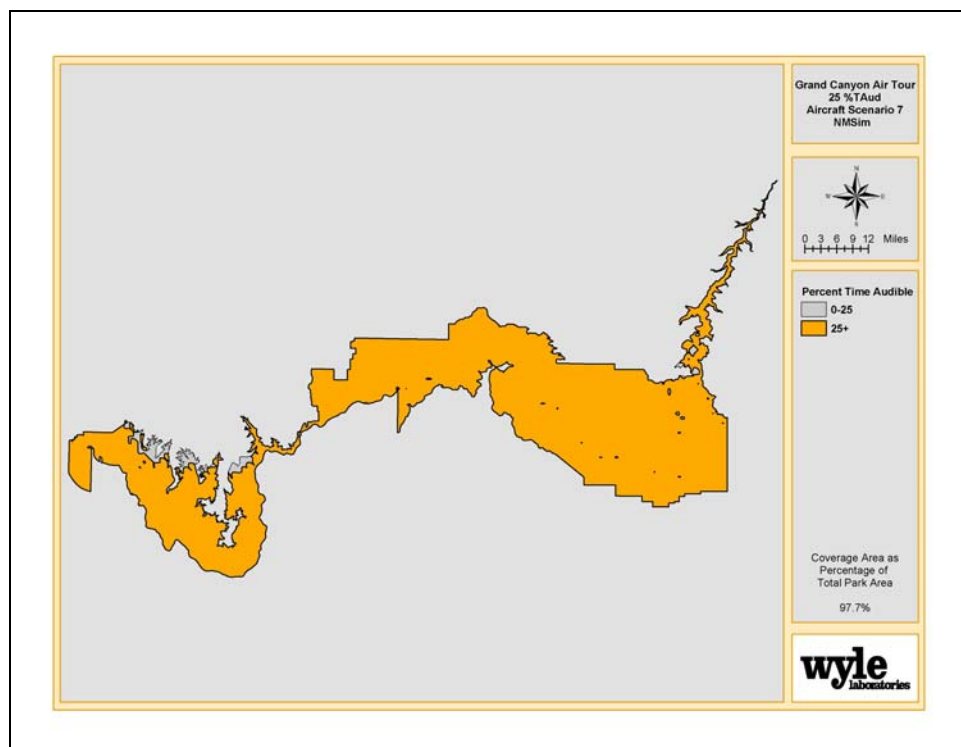 Grand Canyon Air Tour
25 %TAud
Aircraft Scenario 7
NMSim
N
W E
S
0 3 6 9 12 Miles
Percent Time Audible
0-25
25+
Coverage Area as
Percentage of
Total Park Area
97.7%
wyle
laboratories